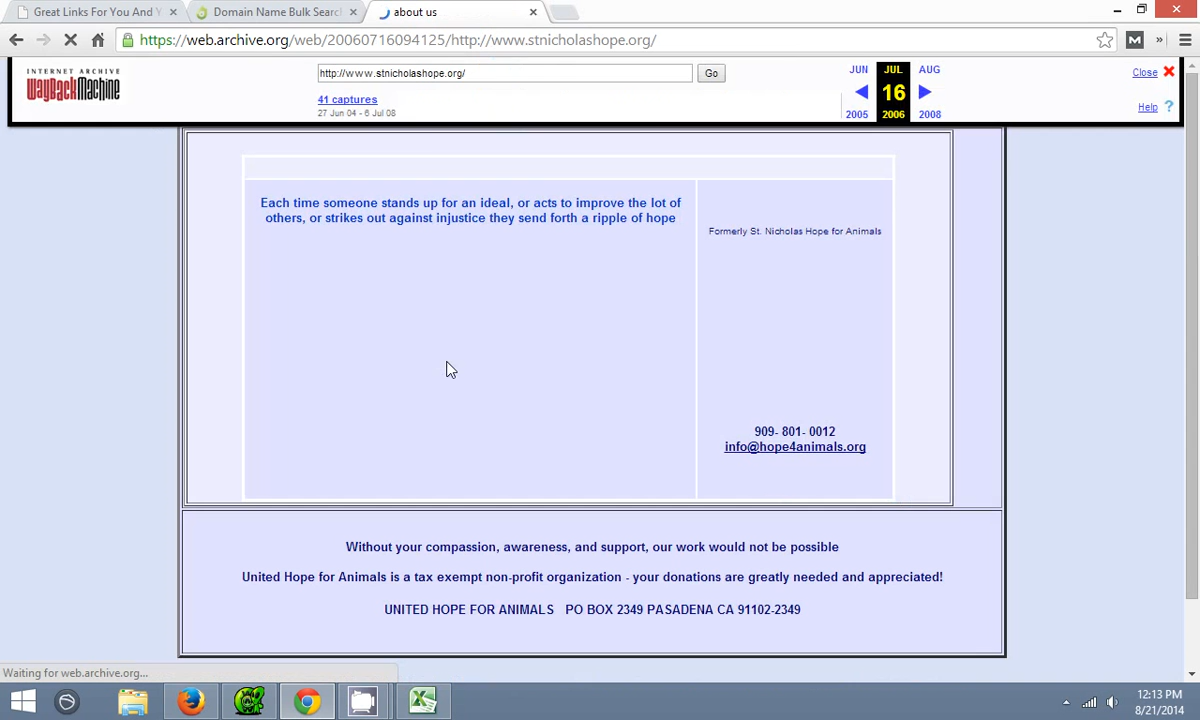 Great Links For You And Y
Domain Name Bulk Searc
about us
https://web.archive.org/web/20060716094125/http://www.stnicholashope.org/
INTERNET ARCHIVE
WayBackMachine
http://www.stnicholashope.org/
Go
41 captures
27 Jun 04 - 6 Jul 08
JUN JUL AUG
16
2005 2006 2008
Close
Help ?
Each time someone stands up for an ideal, or acts to improve the lot of
others, or strikes out against injustice they send forth a ripple of hope
Formerly St. Nicholas Hope for Animals
909- 801- 0012
info@hope4animals.org
Without your compassion, awareness, and support, our work would not be possible
United Hope for Animals is a tax exempt non-profit organization - your donations are greatly needed and appreciated!
UNITED HOPE FOR ANIMALS PO BOX 2349 PASADENA CA 91102-2349
Waiting for web.archive.org...
12:13 PM
8/21/2014